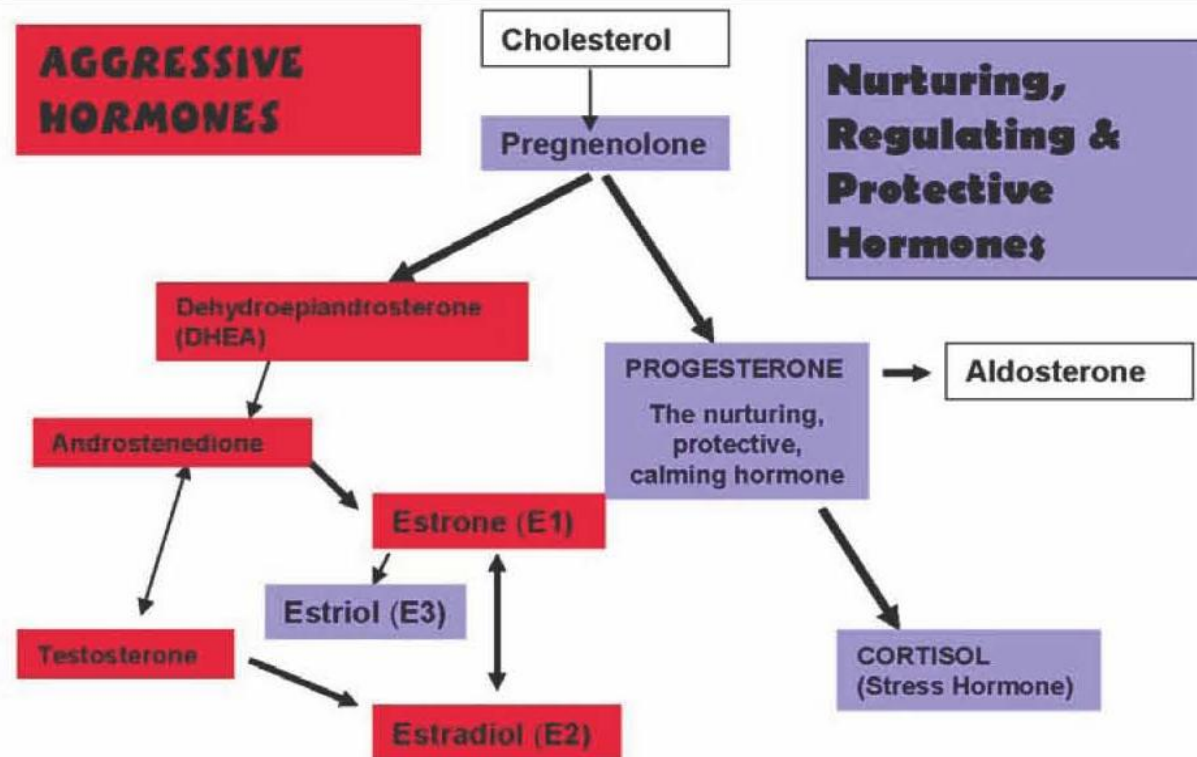 AGGRESSIVE
HORMONES
Cholesterol
Nurturing,
Regulating &
Protective
Hormones
Pregnenolone
Dehydroepiandrosterone
(DHEA)
PROGESTERONE
The nurturing,
protective,
calming hormone
Aldosterone
Androstenedione
Estrone (E1)
Estriol (E3)
Testosterone
CORTISOL
(Stress Hormone)
Estradiol (E2)